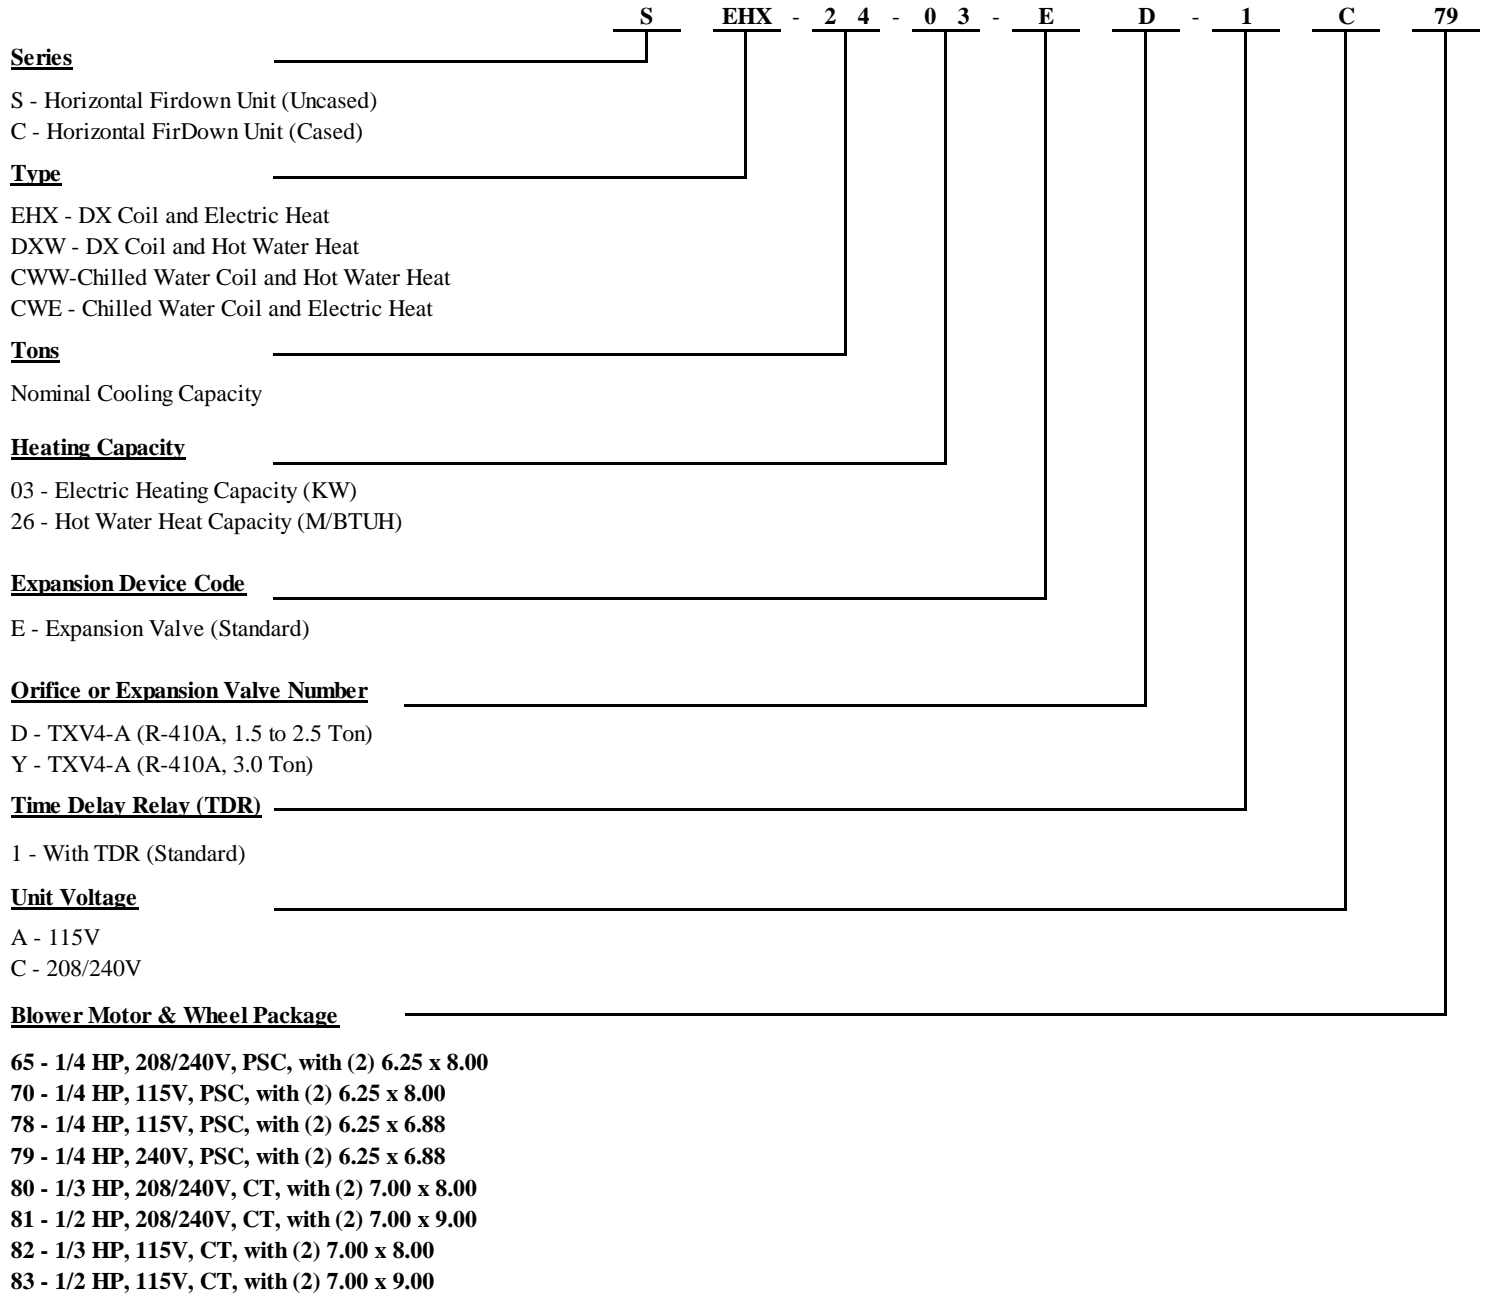 S EHX - 2 4 - 0 3 - E D - 1 C 79
Series
S - Horizontal Firdown Unit (Uncased)
C - Horizontal FirDown Unit (Cased)
Type
EHX - DX Coil and Electric Heat
DXW - DX Coil and Hot Water Heat
CWW-Chilled Water Coil and Hot Water Heat
CWE - Chilled Water Coil and Electric Heat
Tons
Nominal Cooling Capacity
Heating Capacity
03 - Electric Heating Capacity (KW)
26 - Hot Water Heat Capacity (M/BTUH)
Expansion Device Code
E - Expansion Valve (Standard)
Orifice or Expansion Valve Number
D - TXV4-A (R-410A, 1.5 to 2.5 Ton)
Y - TXV4-A (R-410A, 3.0 Ton)
Time Delay Relay (TDR)
1 - With TDR (Standard)
Unit Voltage
A - 115V
C - 208/240V
Blower Motor & Wheel Package
65 - 1/4 HP, 208/240V, PSC, with (2) 6.25 x 8.00
70 - 1/4 HP, 115V, PSC, with (2) 6.25 x 8.00
78 - 1/4 HP, 115V, PSC, with (2) 6.25 x 6.88
79 - 1/4 HP, 240V, PSC, with (2) 6.25 x 6.88
80 - 1/3 HP, 208/240V, CT, with (2) 7.00 x 8.00
81 - 1/2 HP, 208/240V, CT, with (2) 7.00 x 9.00
82 - 1/3 HP, 115V, CT, with (2) 7.00 x 8.00
83 - 1/2 HP, 115V, CT, with (2) 7.00 x 9.00